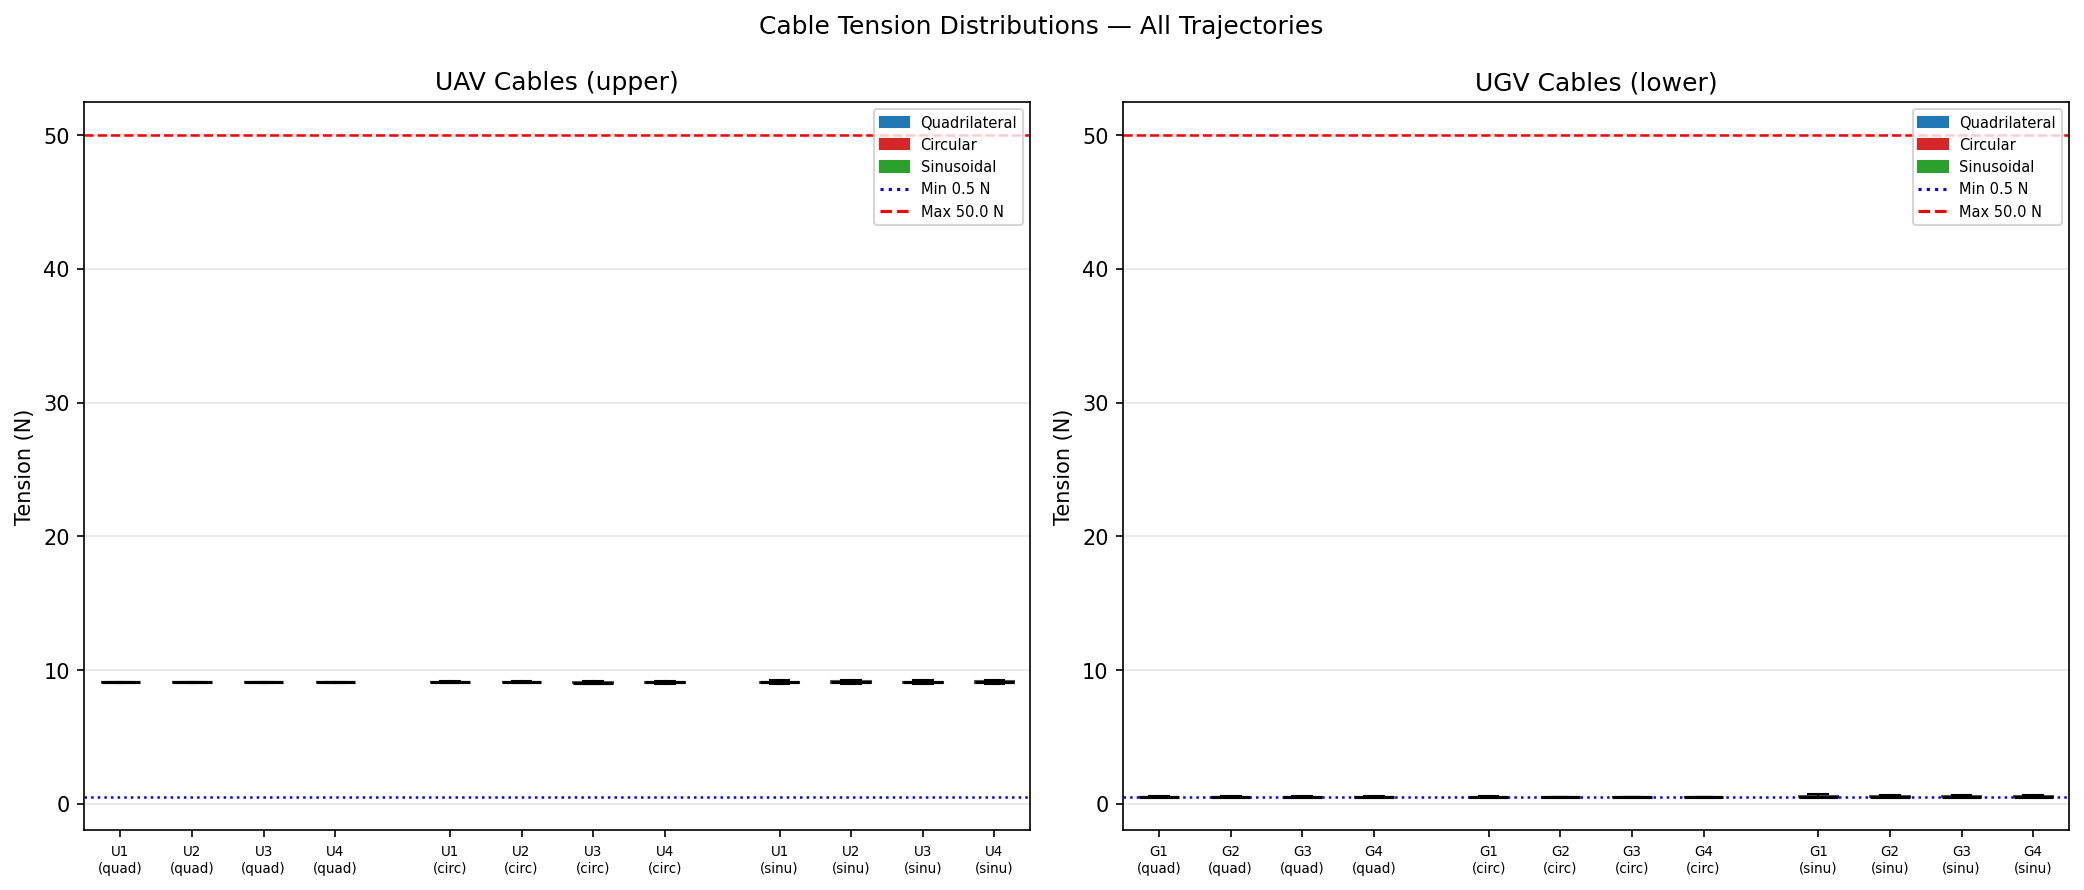 Cable Tension Distributions — All Trajectories
UAV Cables (upper)
Tension (N)
50
40
30
20
10
0
Quadrilateral
Circular
Sinusoidal
Min 0.5 N
Max 50.0 N
U1 U2 U3 U4 U1 U2 U3 U4 U1 U2 U3 U4
(quad) (quad) (quad) (quad) (circ) (circ) (circ) (circ) (sinu) (sinu) (sinu) (sinu)
UGV Cables (lower)
Tension (N)
50
40
30
20
10
0
Quadrilateral
Circular
Sinusoidal
Min 0.5 N
Max 50.0 N
G1 G2 G3 G4 G1 G2 G3 G4 G1 G2 G3 G4
(quad) (quad) (quad) (quad) (circ) (circ) (circ) (circ) (sinu) (sinu) (sinu) (sinu)